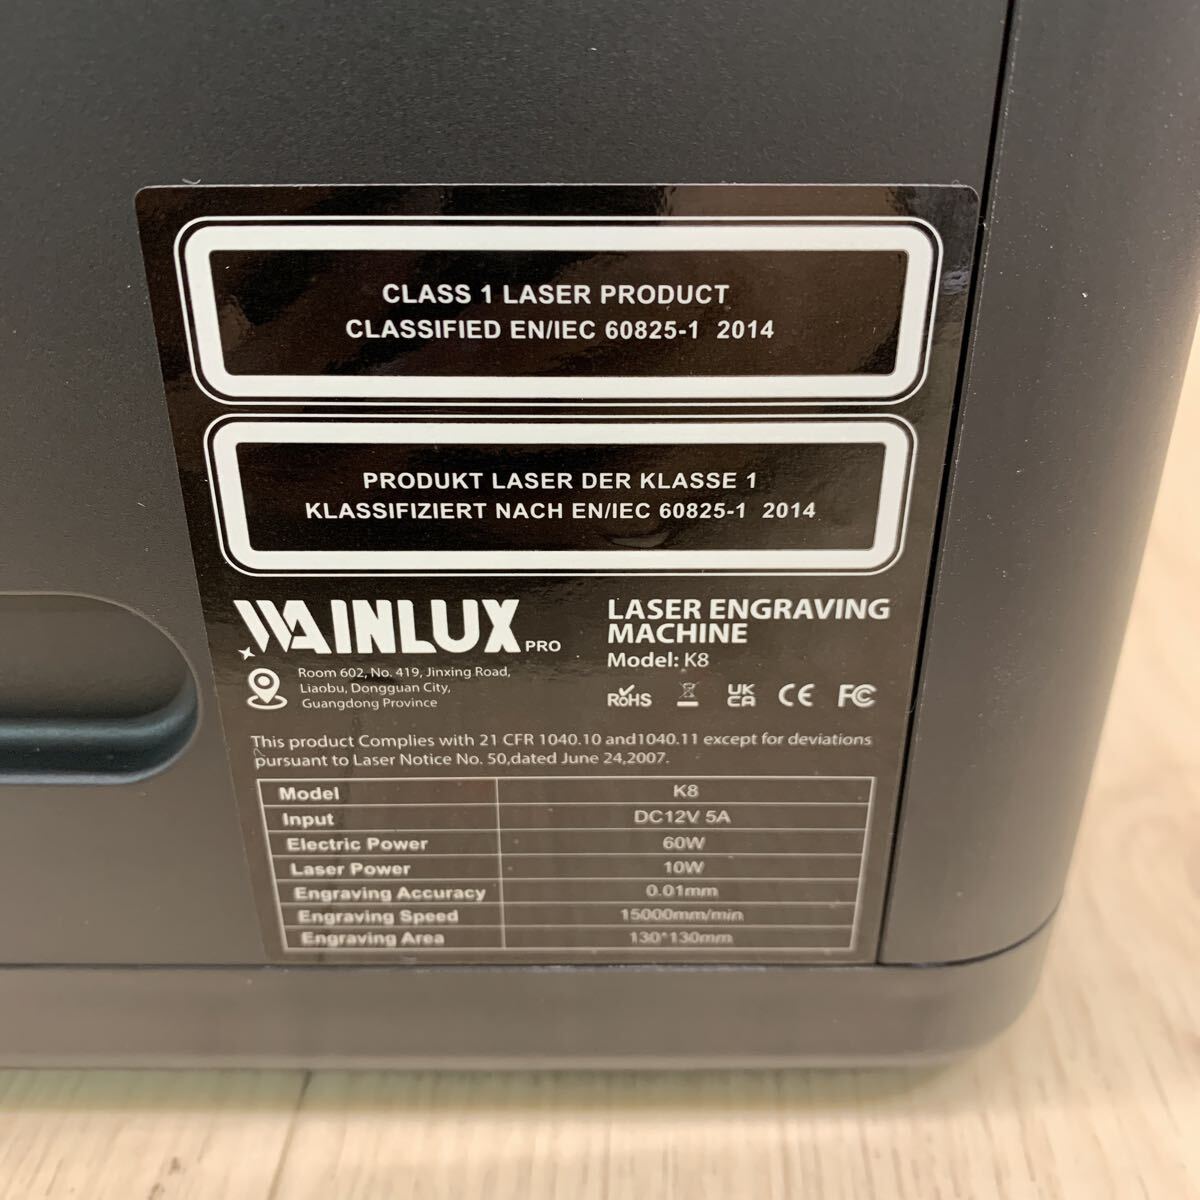 CLASS 1 LASER PRODUCT
CLASSIFIED EN/IEC 60825-1 2014
PRODUKT LASER DER KLASSE 1
KLASSIFIZIERT NACH EN/IEC 60825-1 2014
WAINLUX PRO
Room 602, No. 419, Jinxing Road,
Liaobu, Dongguan City,
Guangdong Province
LASER ENGRAVING
MACHINE
Model: K8
RoHS UK CA CE FC
This product Complies with 21 CFR 1040.10 and1040.11 except for deviations
pursuant to Laser Notice No. 50,dated June 24,2007.
Model K8
Input DC12V 5A
Electric Power 60W
Laser Power 10W
Engraving Accuracy 0.01mm
Engraving Speed 15000mm/min
Engraving Area 130*130mm